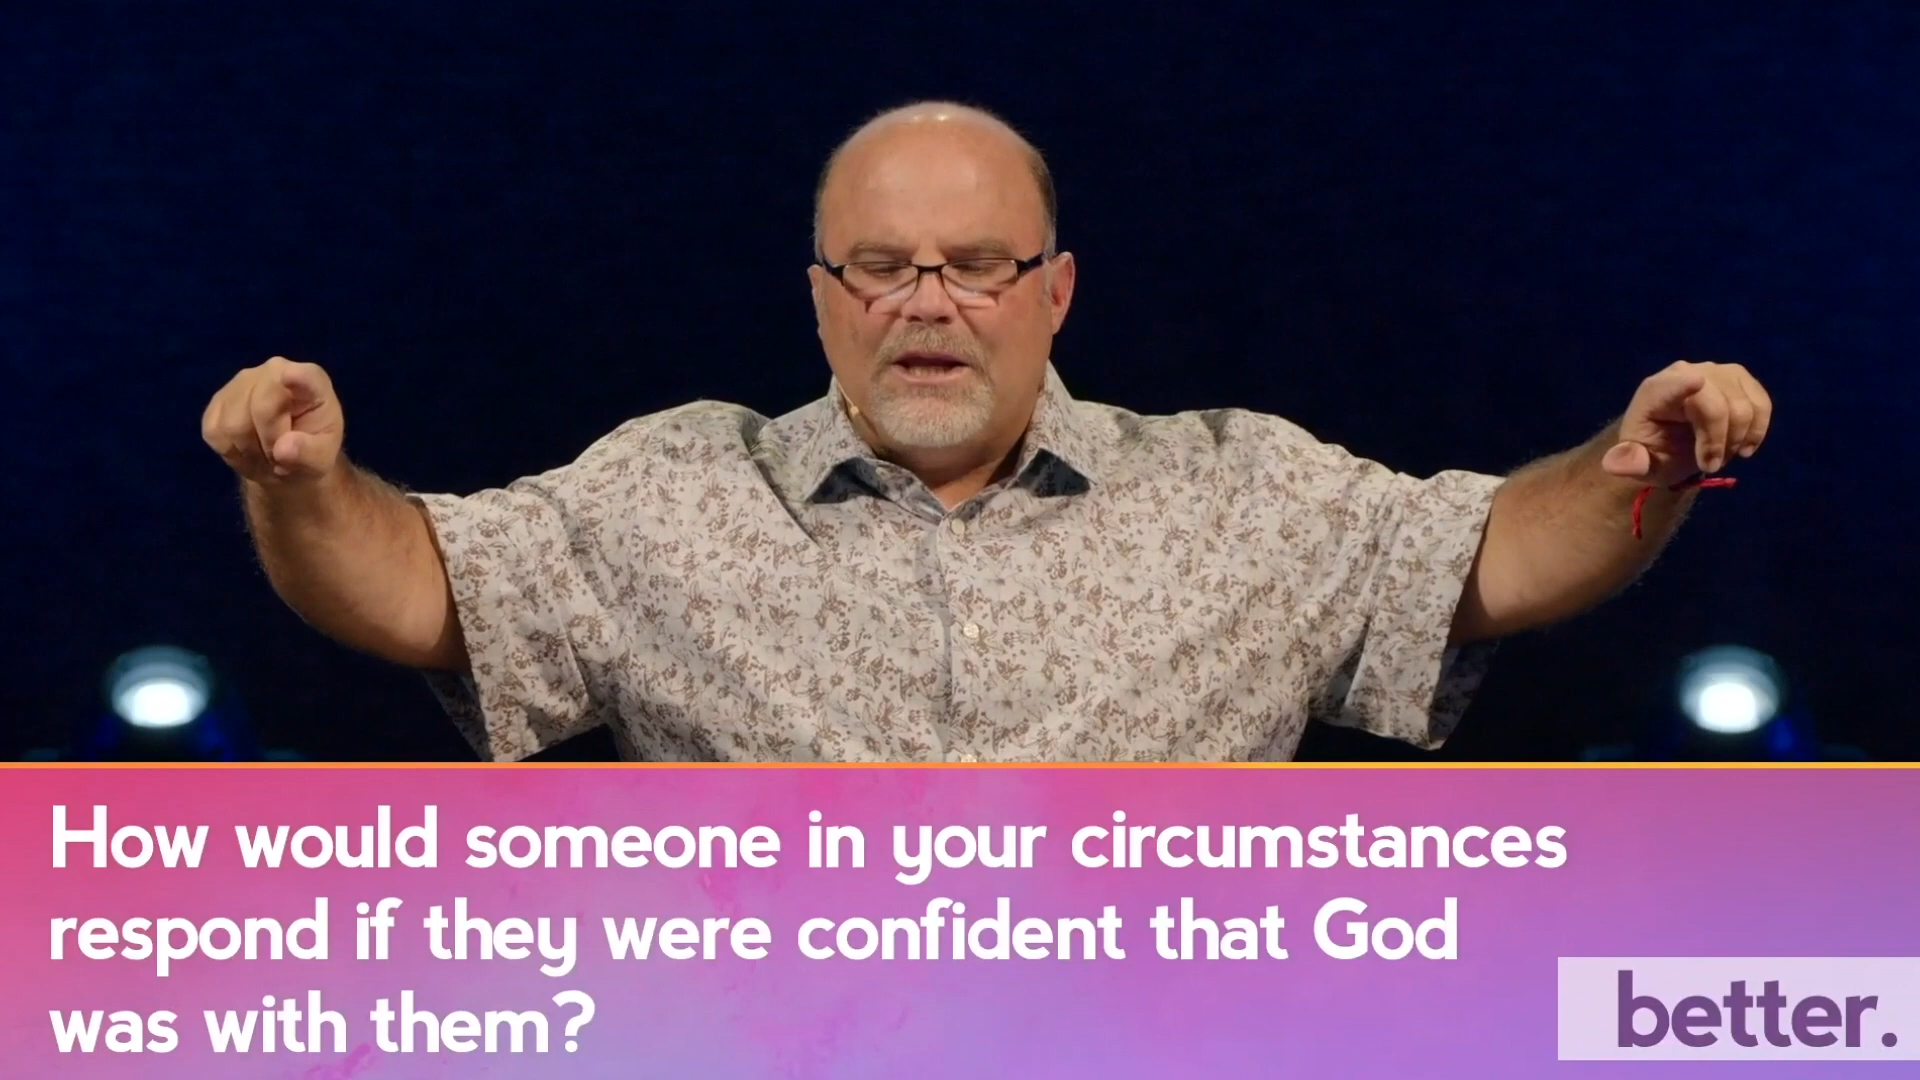 How would someone in your circumstances
respond if they were confident that God
was with them?
better.